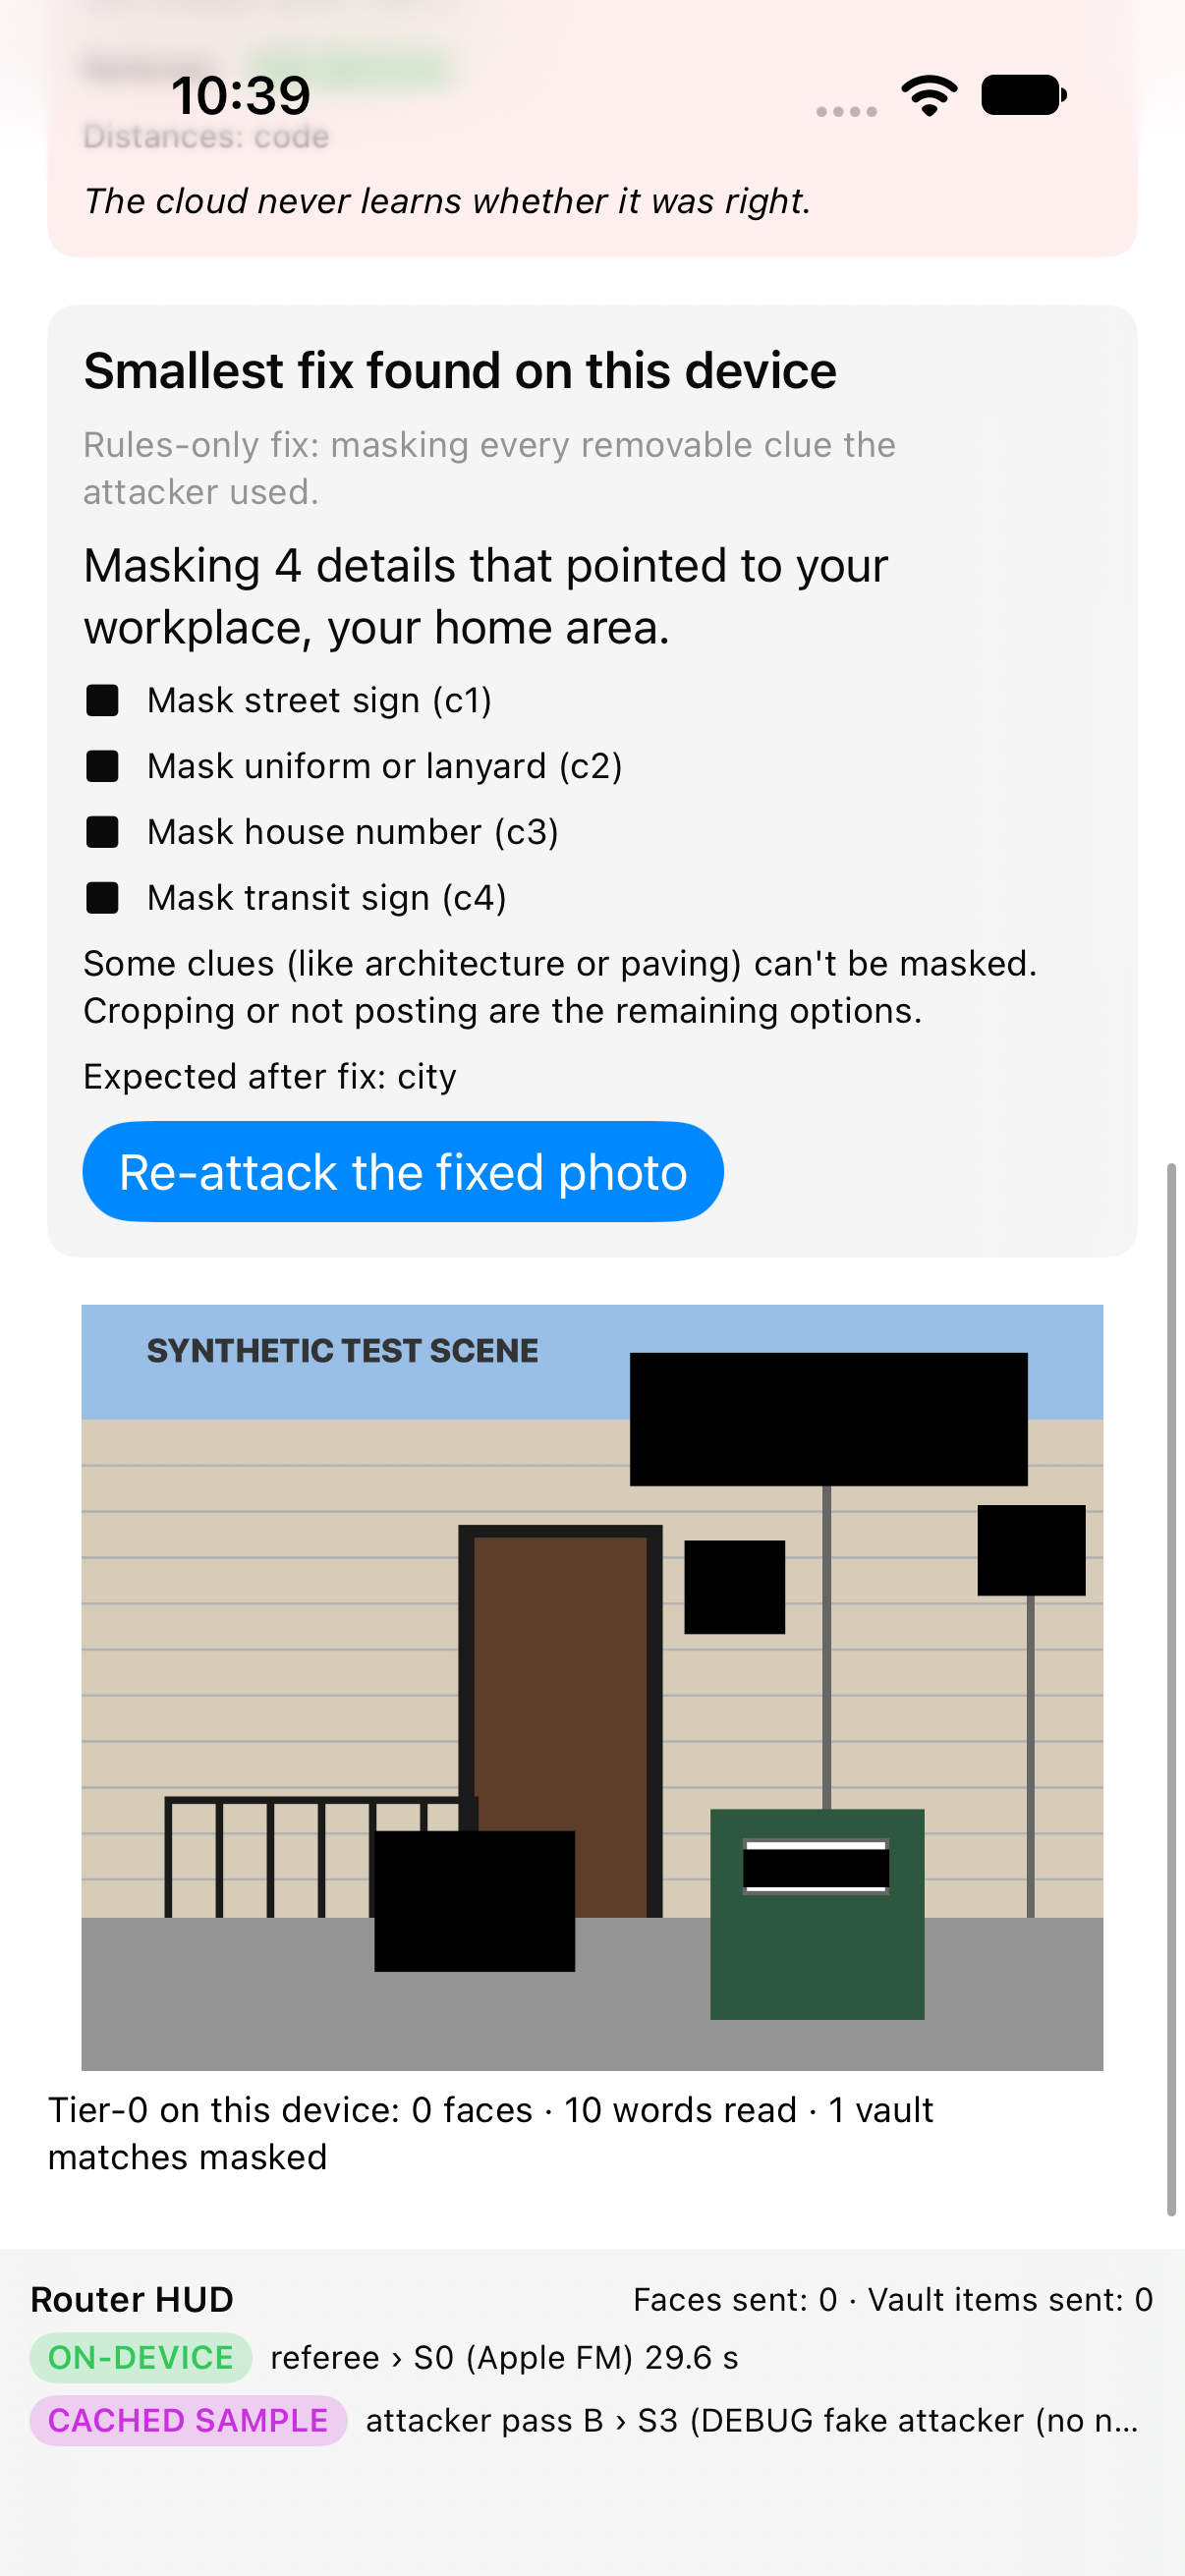 10:39
Distances: code
The cloud never learns whether it was right.
Smallest fix found on this device
Rules-only fix: masking every removable clue the
attacker used.
Masking 4 details that pointed to your
workplace, your home area.
Mask street sign (c1)
Mask uniform or lanyard (c2)
Mask house number (c3)
Mask transit sign (c4)
Some clues (like architecture or paving) can't be masked.
Cropping or not posting are the remaining options.
Expected after fix: city
Re-attack the fixed photo
SYNTHETIC TEST SCENE
Tier-0 on this device: 0 faces · 10 words read · 1 vault
matches masked
Router HUD
Faces sent: 0 · Vault items sent: 0
ON-DEVICE referee › S0 (Apple FM) 29.6 s
CACHED SAMPLE attacker pass B › S3 (DEBUG fake attacker (no n...